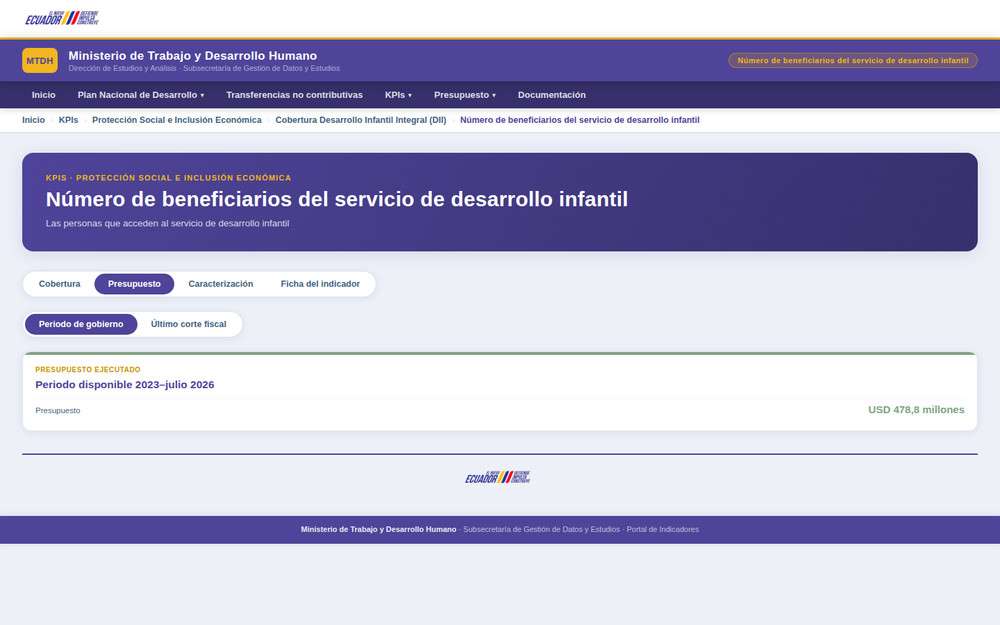 EL NUEVO
ECUADOR
DEFIENDE
IMPULSA
CONSTRUYE
MTDH
Ministerio de Trabajo y Desarrollo Humano
Dirección de Estudios y Análisis · Subsecretaría de Gestión de Datos y Estudios
Número de beneficiarios del servicio de desarrollo infantil
Inicio Plan Nacional de Desarrollo ▾ Transferencias no contributivas KPIs ▾ Presupuesto ▾ Documentación
Inicio › KPIs › Protección Social e Inclusión Económica › Cobertura Desarrollo Infantil Integral (DII) › Número de beneficiarios del servicio de desarrollo infantil
KPIS · PROTECCIÓN SOCIAL E INCLUSIÓN ECONÓMICA
Número de beneficiarios del servicio de desarrollo infantil
Las personas que acceden al servicio de desarrollo infantil
Cobertura Presupuesto Caracterización Ficha del indicador
Periodo de gobierno Último corte fiscal
PRESUPUESTO EJECUTADO
Periodo disponible 2023–julio 2026
Presupuesto USD 478,8 millones
EL NUEVO
ECUADOR
DEFIENDE
IMPULSA
CONSTRUYE
Ministerio de Trabajo y Desarrollo Humano · Subsecretaría de Gestión de Datos y Estudios · Portal de Indicadores